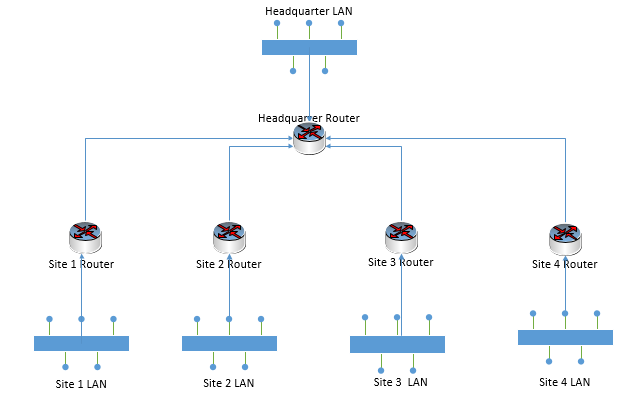 Headquarter LAN
Headquarter Router
Site 1 Router
Site 2 Router
Site 3 Router
Site 4 Router
Site 1 LAN
Site 2 LAN
Site 3  LAN
Site 4 LAN